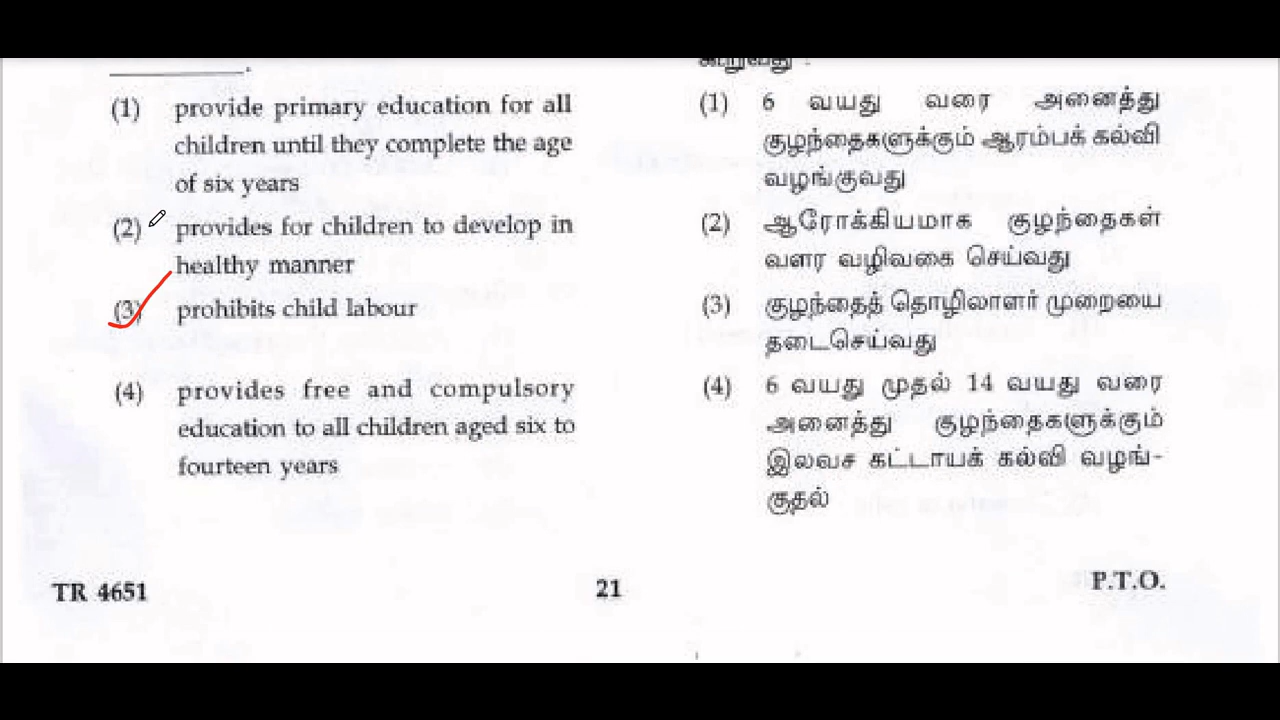 .
(1) provide primary education for all
children until they complete the age
of six years
(2) provides for children to develop in
healthy manner
(3) prohibits child labour
(4) provides free and compulsory
education to all children aged six to
fourteen years
கூறுவது :
(1) 6 வயது வரை அனைத்து
குழந்தைகளுக்கும் ஆரம்பக் கல்வி
வழங்குவது
(2) ஆரோக்கியமாக குழந்தைகள்
வளர வழிவகை செய்வது
(3) குழந்தைத் தொழிலாளர் முறையை
தடைசெய்வது
(4) 6 வயது முதல் 14 வயது வரை
அனைத்து குழந்தைகளுக்கும்
இலவச கட்டாயக் கல்வி வழங்-
குதல்
TR 4651
21
P.T.O.